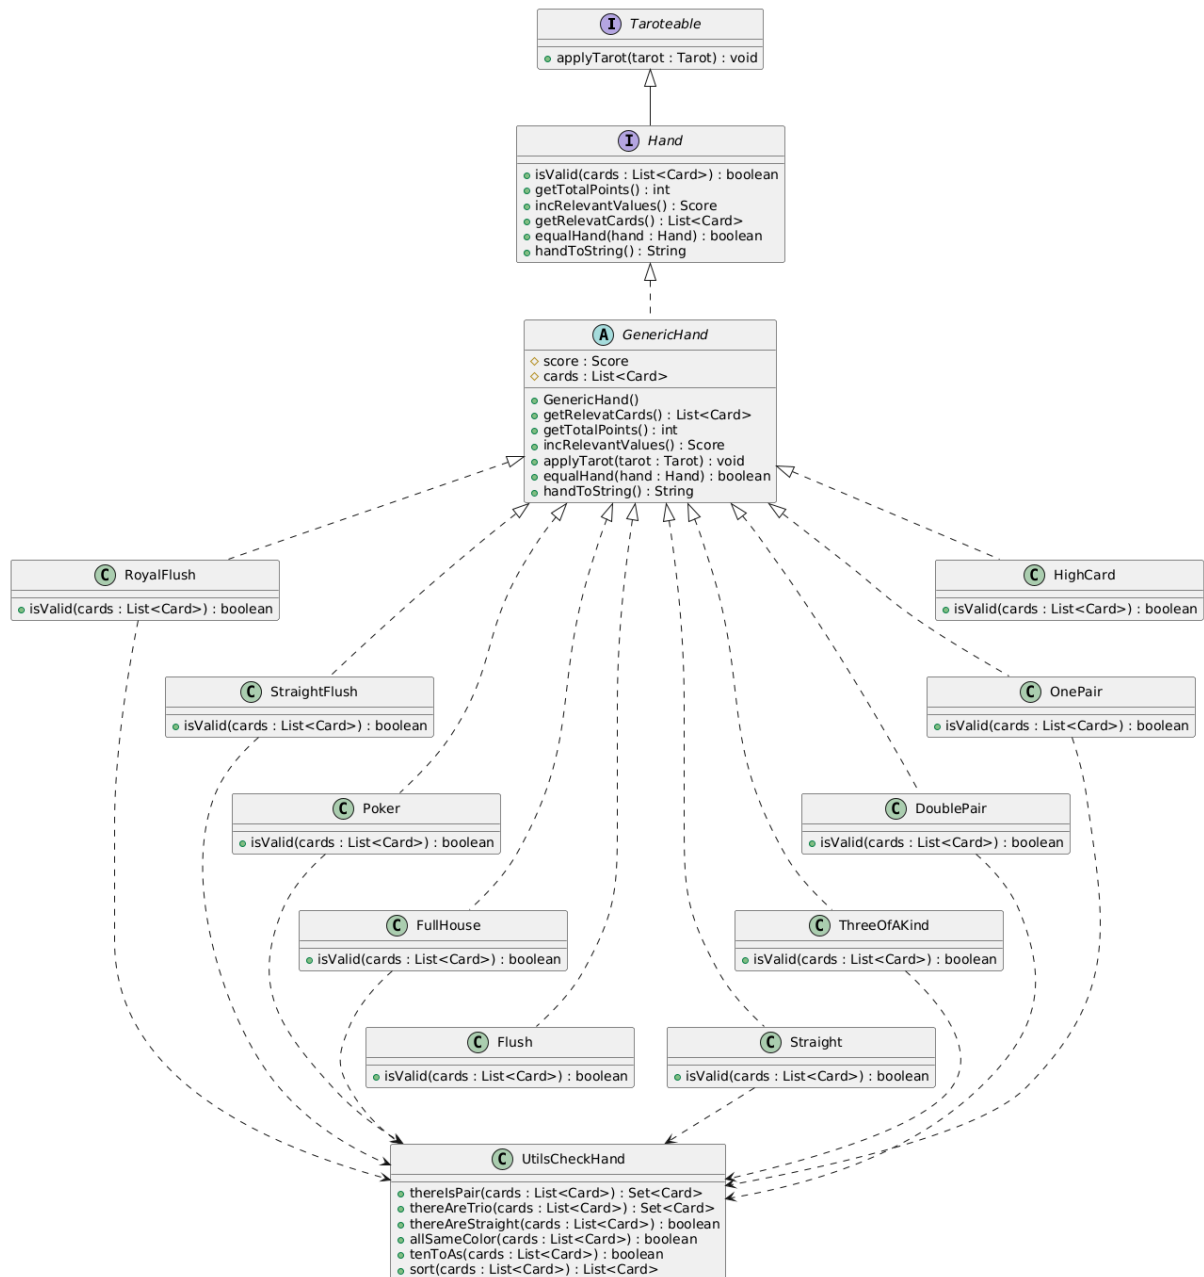 I Taroteable
applyTarot(tarot : Tarot) : void
I Hand
isValid(cards : List<Card>) : boolean
getTotalPoints() : int
incRelevantValues() : Score
getRelevatCards() : List<Card>
equalHand(hand : Hand) : boolean
handToString() : String
A GenericHand
score : Score
cards : List<Card>
GenericHand()
getRelevatCards() : List<Card>
getTotalPoints() : int
incRelevantValues() : Score
applyTarot(tarot : Tarot) : void
equalHand(hand : Hand) : boolean
handToString() : String
C RoyalFlush
isValid(cards : List<Card>) : boolean
C HighCard
isValid(cards : List<Card>) : boolean
C StraightFlush
isValid(cards : List<Card>) : boolean
C OnePair
isValid(cards : List<Card>) : boolean
C Poker
isValid(cards : List<Card>) : boolean
C DoublePair
isValid(cards : List<Card>) : boolean
C FullHouse
isValid(cards : List<Card>) : boolean
C ThreeOfAKind
isValid(cards : List<Card>) : boolean
C Flush
isValid(cards : List<Card>) : boolean
C Straight
isValid(cards : List<Card>) : boolean
C UtilsCheckHand
thereIsPair(cards : List<Card>) : Set<Card>
thereAreTrio(cards : List<Card>) : Set<Card>
thereAreStraight(cards : List<Card>) : boolean
allSameColor(cards : List<Card>) : boolean
tenToAs(cards : List<Card>) : boolean
sort(cards : List<Card>) : List<Card>